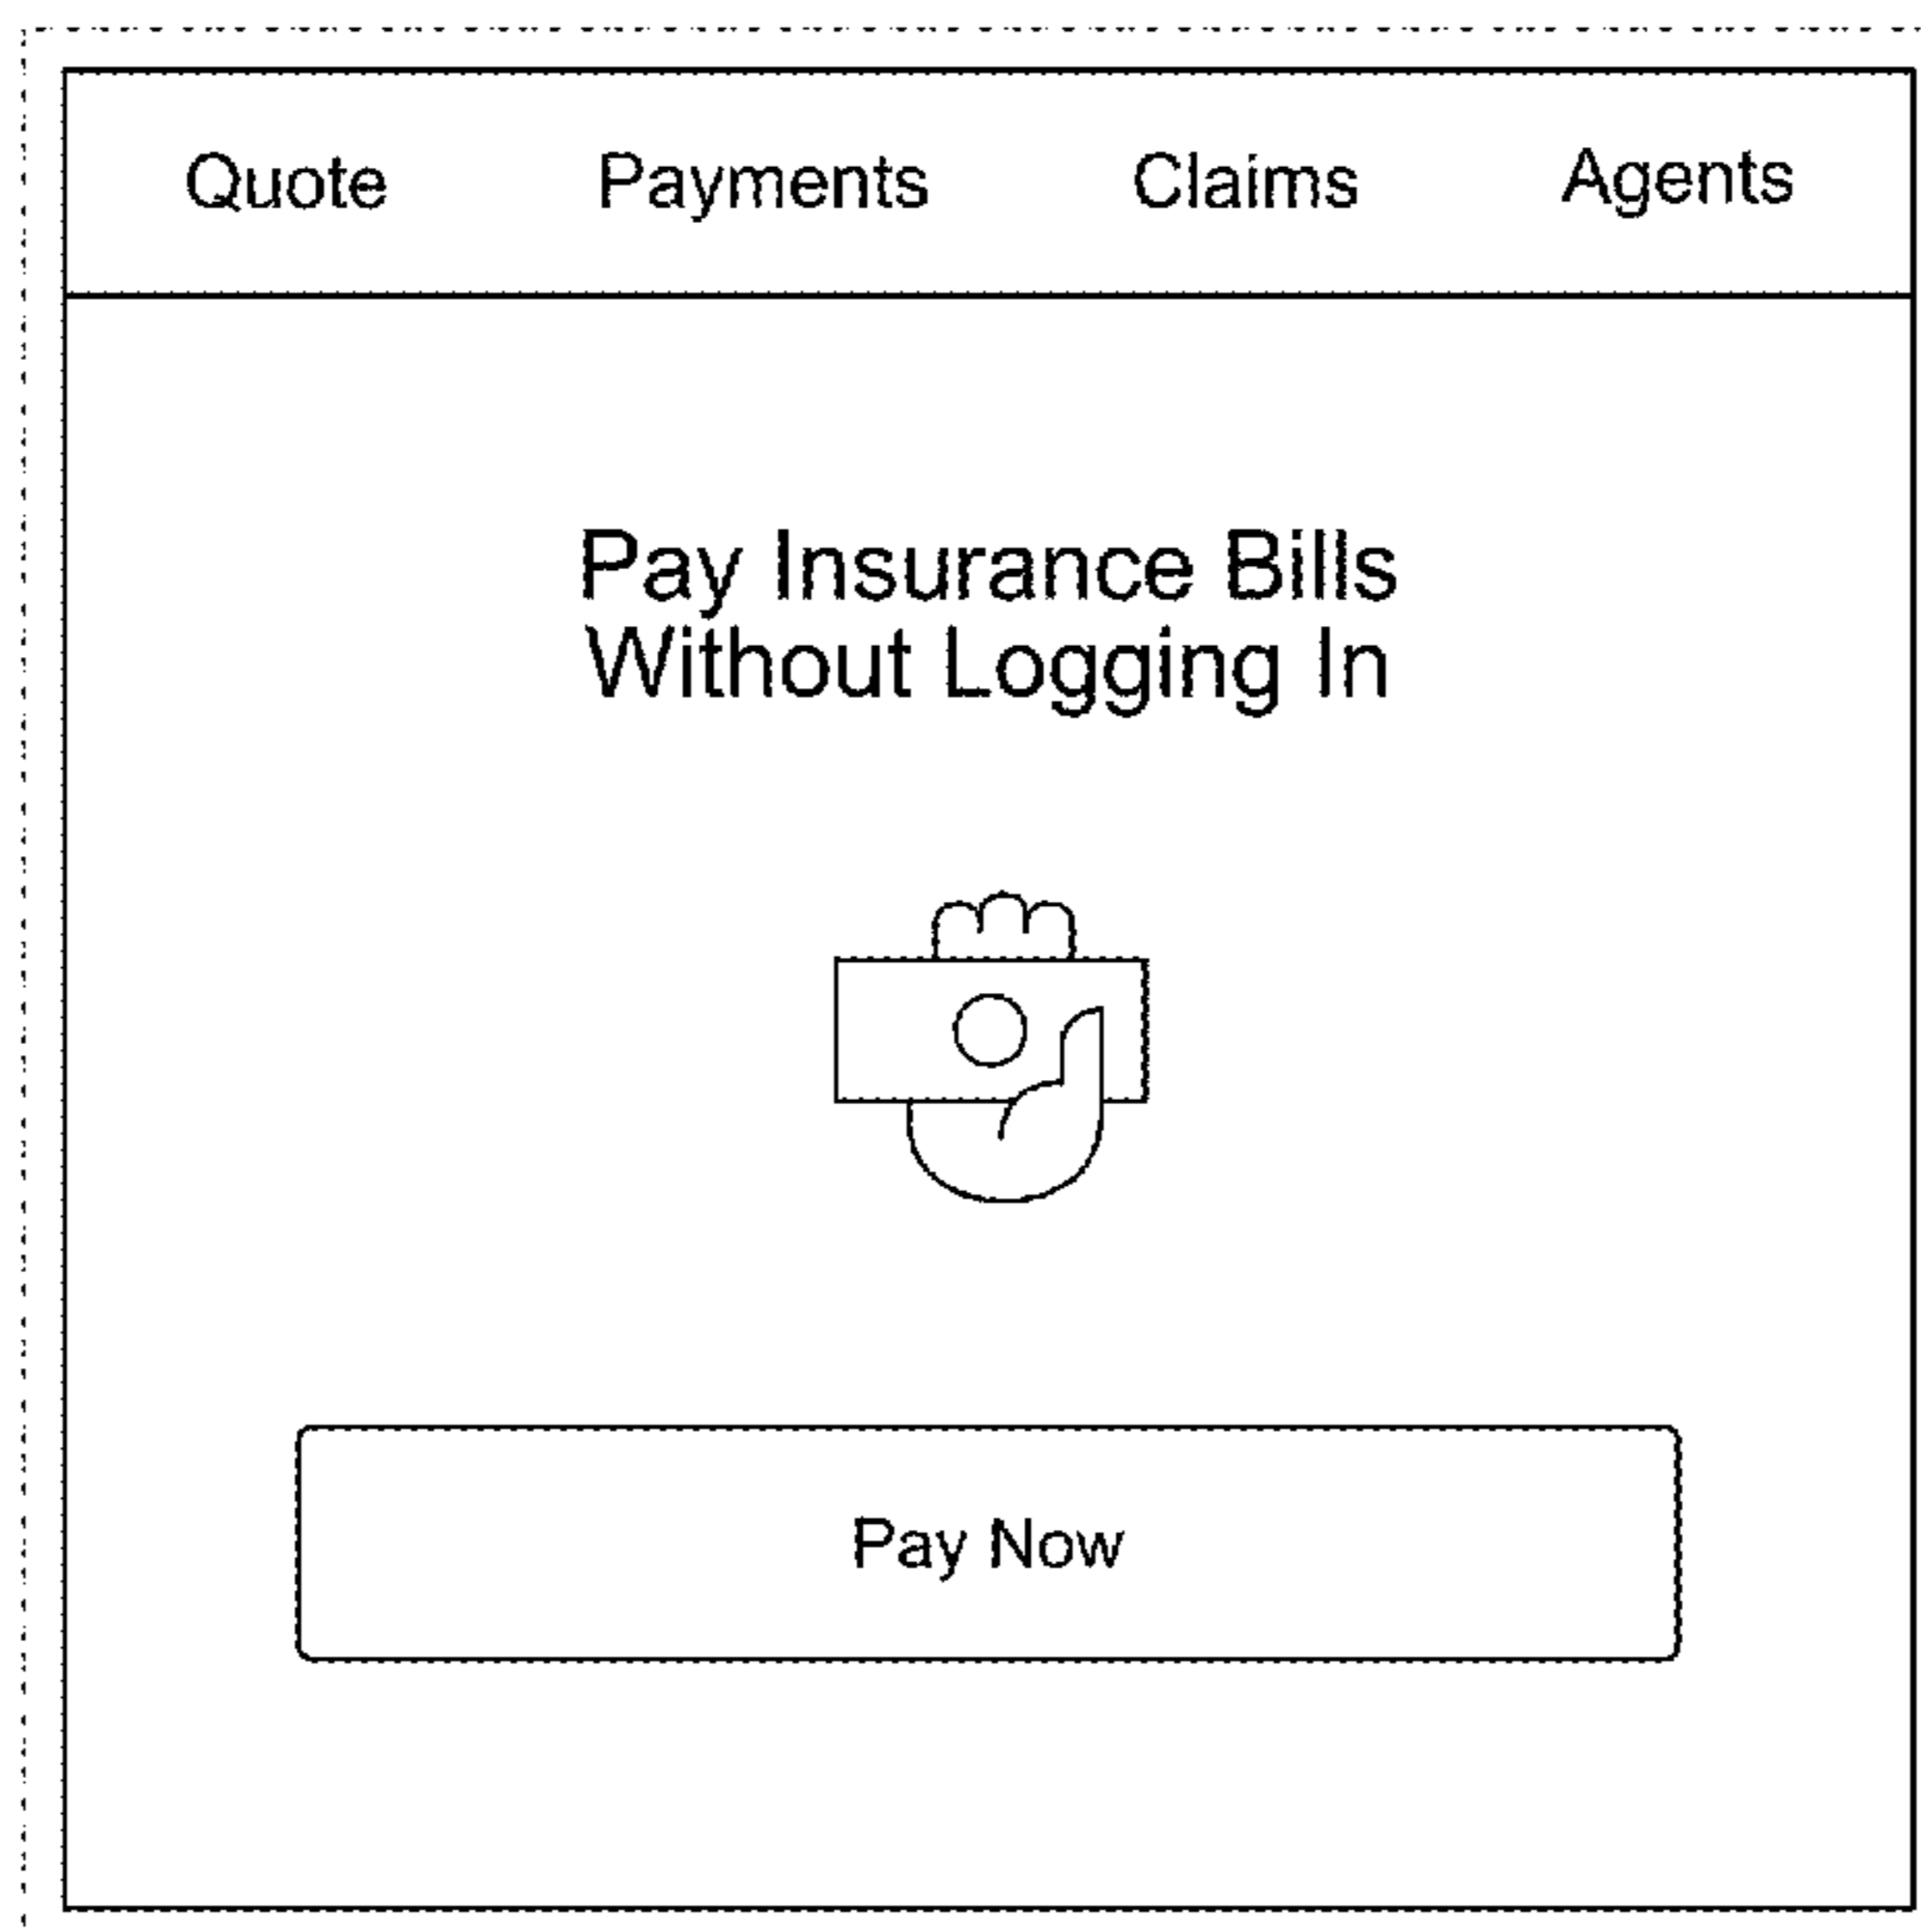 Quote Payments Claims Agents
Pay Insurance Bills
Without Logging In
Pay Now